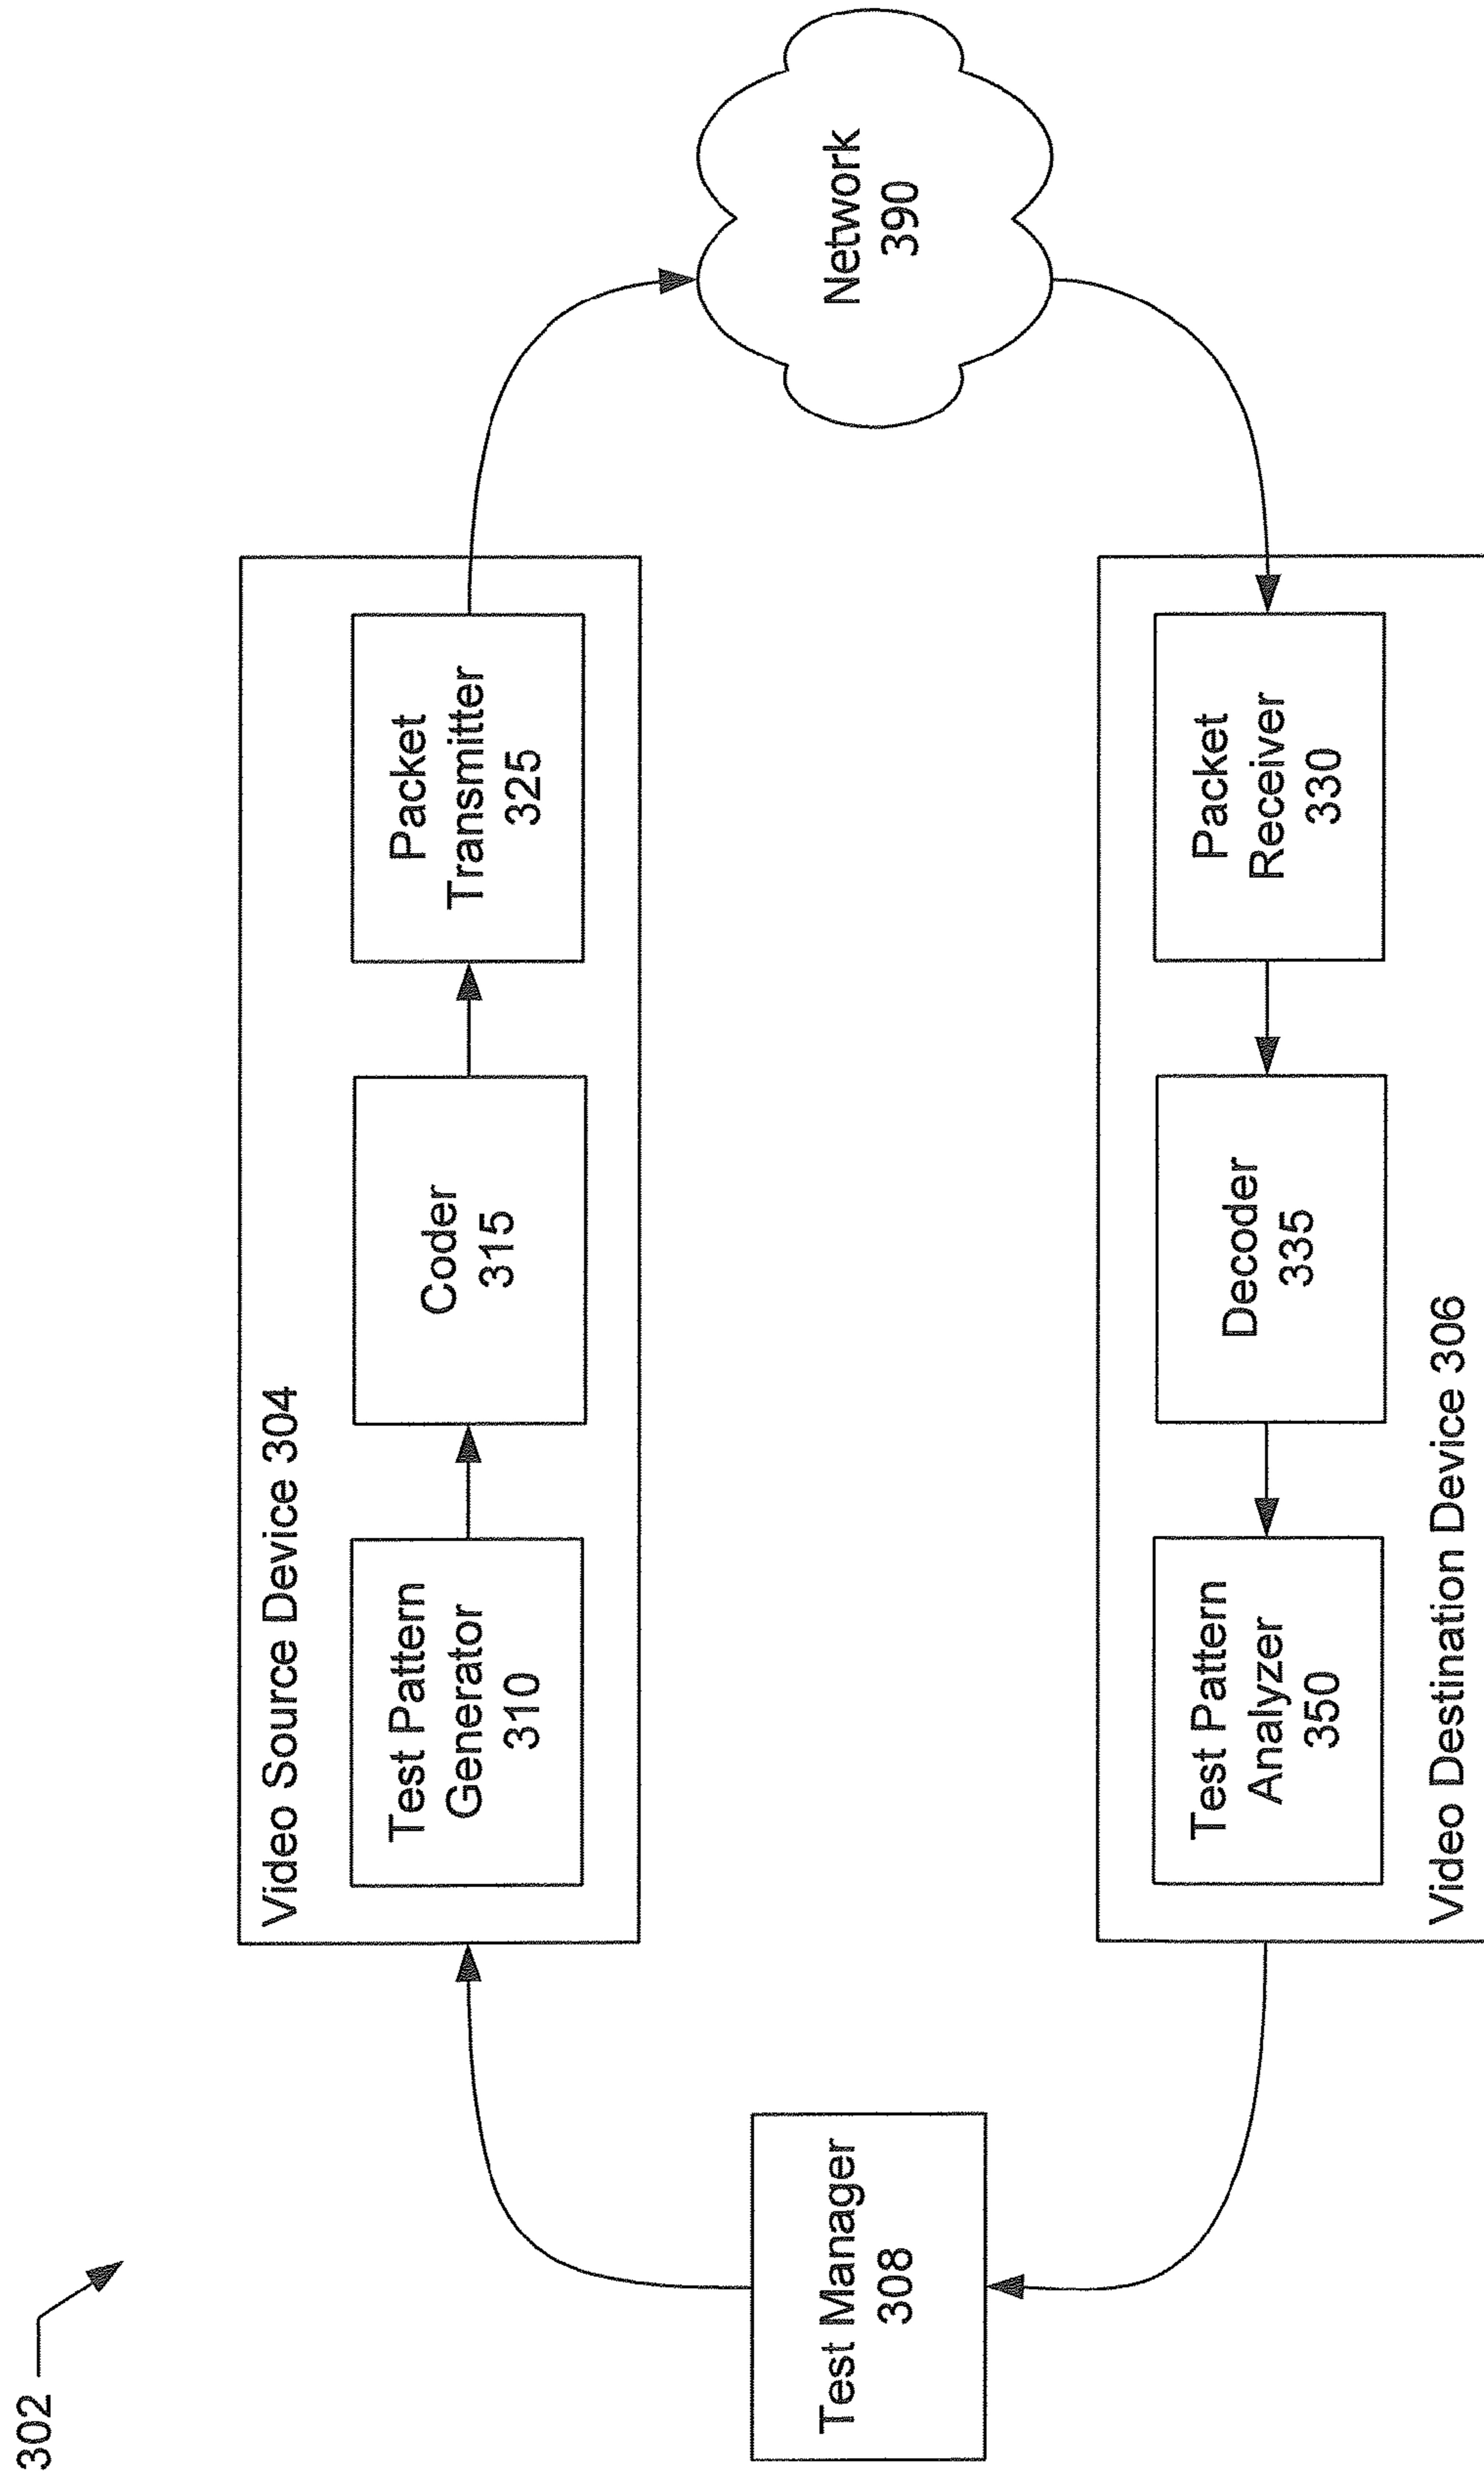 302
Video Source Device 304
Test Pattern
Generator
310
Coder
315
Packet
Transmitter
325
Test Manager
308
Network
390
Test Pattern
Analyzer
350
Decoder
335
Packet
Receiver
330
Video Destination Device 306